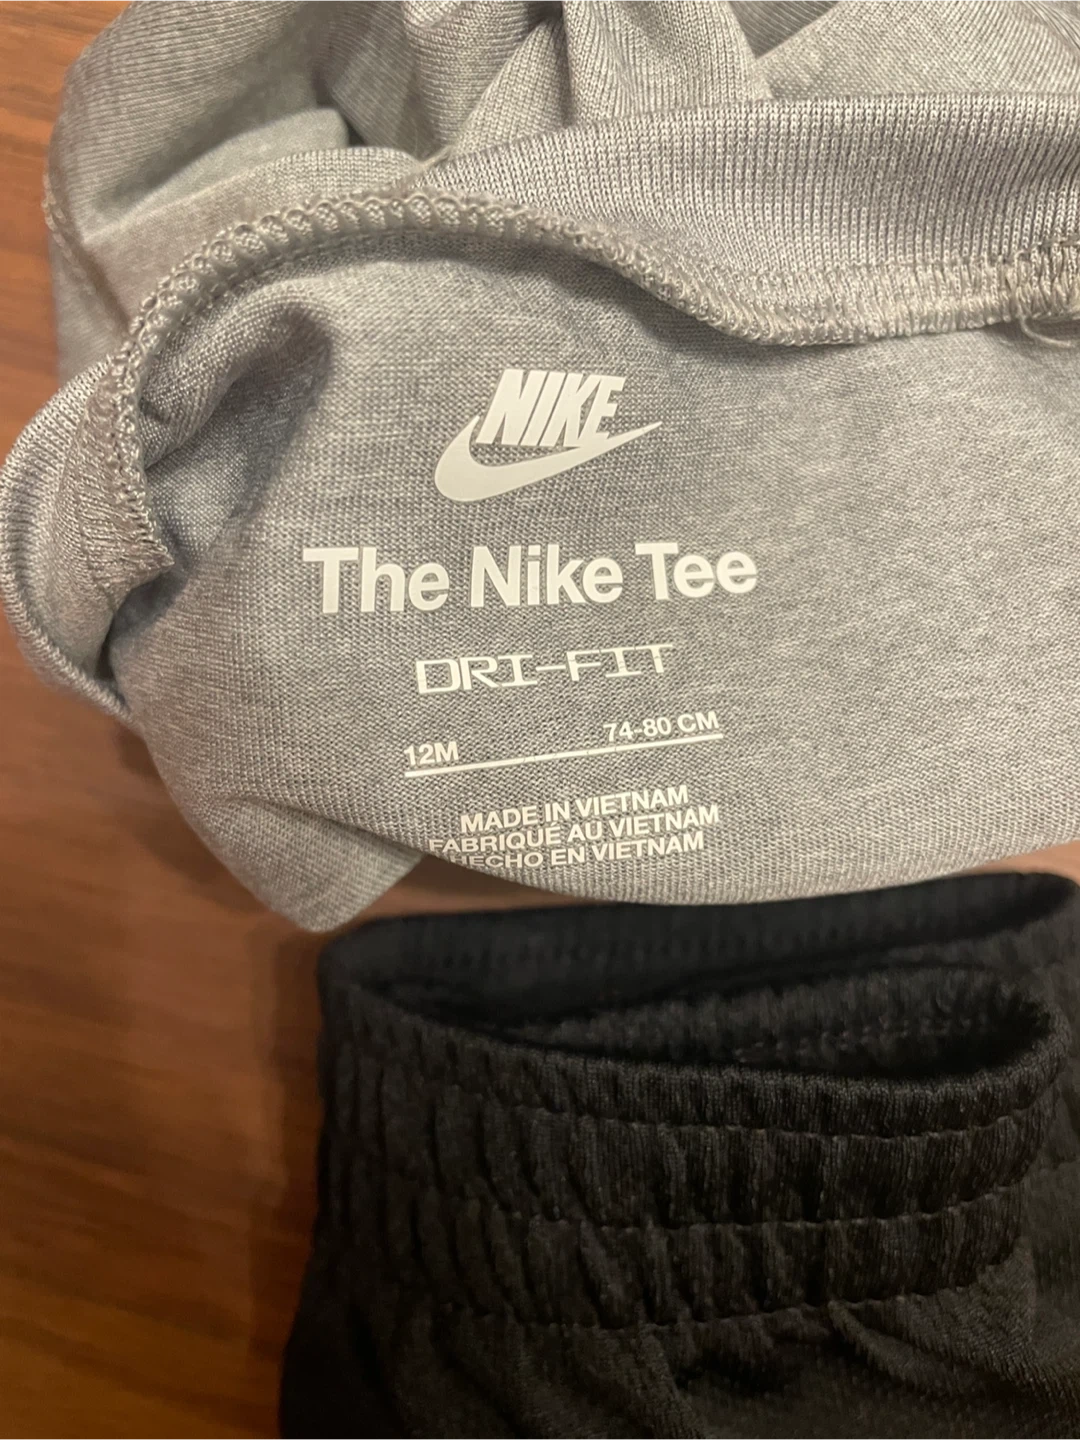 NIKE
The Nike Tee
DRI-FIT
12M 74-80 CM
MADE IN VIETNAM
FABRIQUÉ AU VIETNAM
HECHO EN VIETNAM